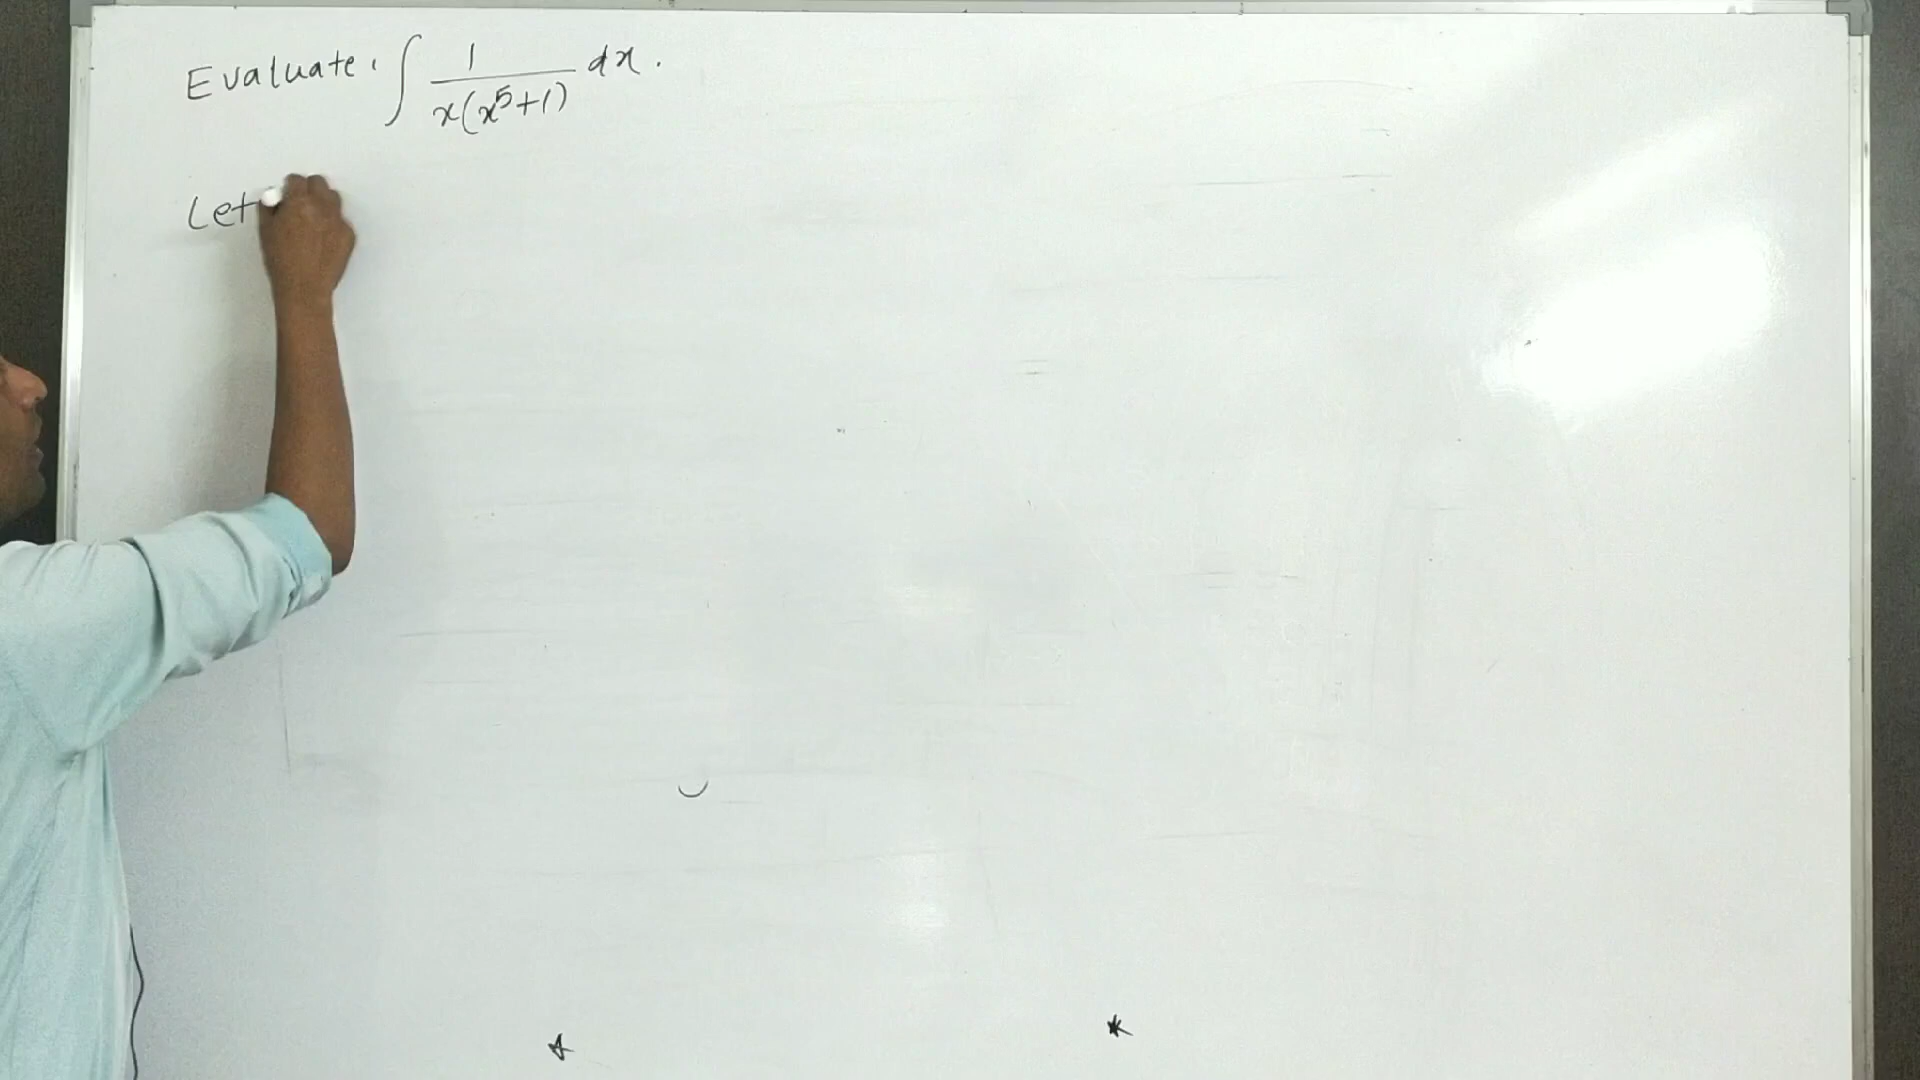 Evaluate. ∫ 1/(x(x⁵+1)) dx.
Let